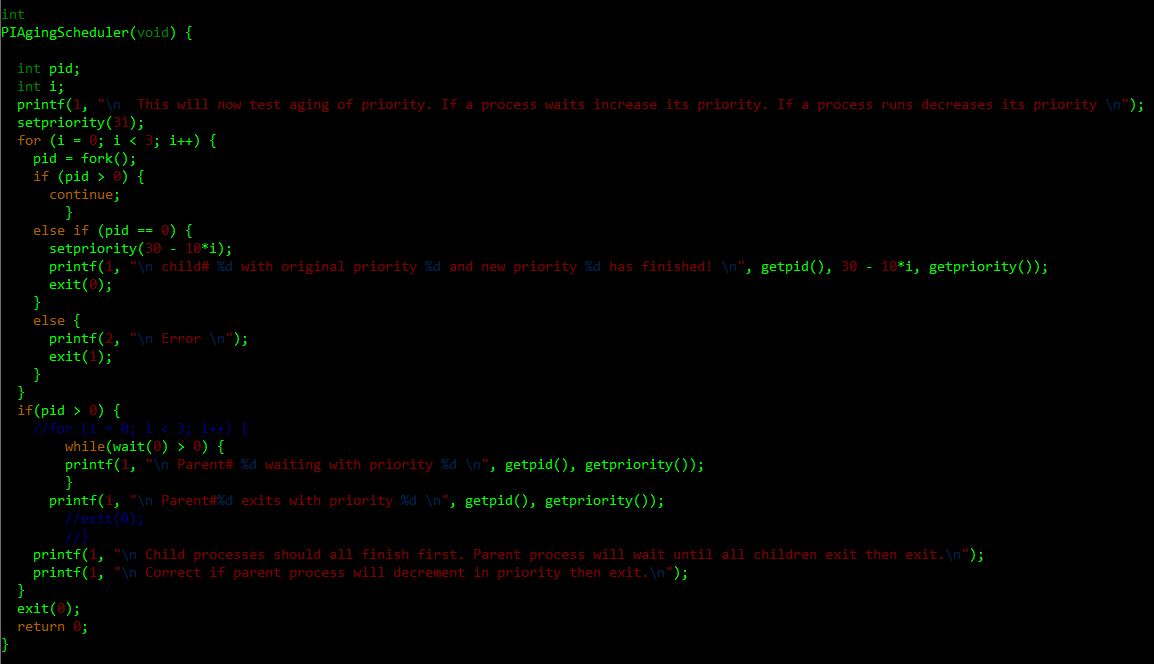 int
PIAgingScheduler(void) {
int pid;
int i;
printf(1, "\n  This will now test aging of priority. If a process waits increase its priority. If a process runs decreases its priority \n");
setpriority(31);
for (i = 0; i < 3; i++) {
pid = fork();
if (pid > 0) {
continue;
}
else if (pid == 0) {
setpriority(30 - 10*i);
printf(1, "\n child# %d with original priority %d and new priority %d has finished! \n", getpid(), 30 - 10*i, getpriority());
exit(0);
}
else {
printf(2, "\n Error \n");
exit(1);
}
}
if(pid > 0) {
//for (i = 0; i < 3; i++) {
while(wait(0) > 0) {
printf(1, "\n Parent# %d waiting with priority %d \n", getpid(), getpriority());
}
printf(1, "\n Parent#%d exits with priority %d \n", getpid(), getpriority());
//exit(0);
//}
printf(1, "\n Child processes should all finish first. Parent process will wait until all children exit then exit.\n");
printf(1, "\n Correct if parent process will decrement in priority then exit.\n");
}
exit(0);
return 0;
}